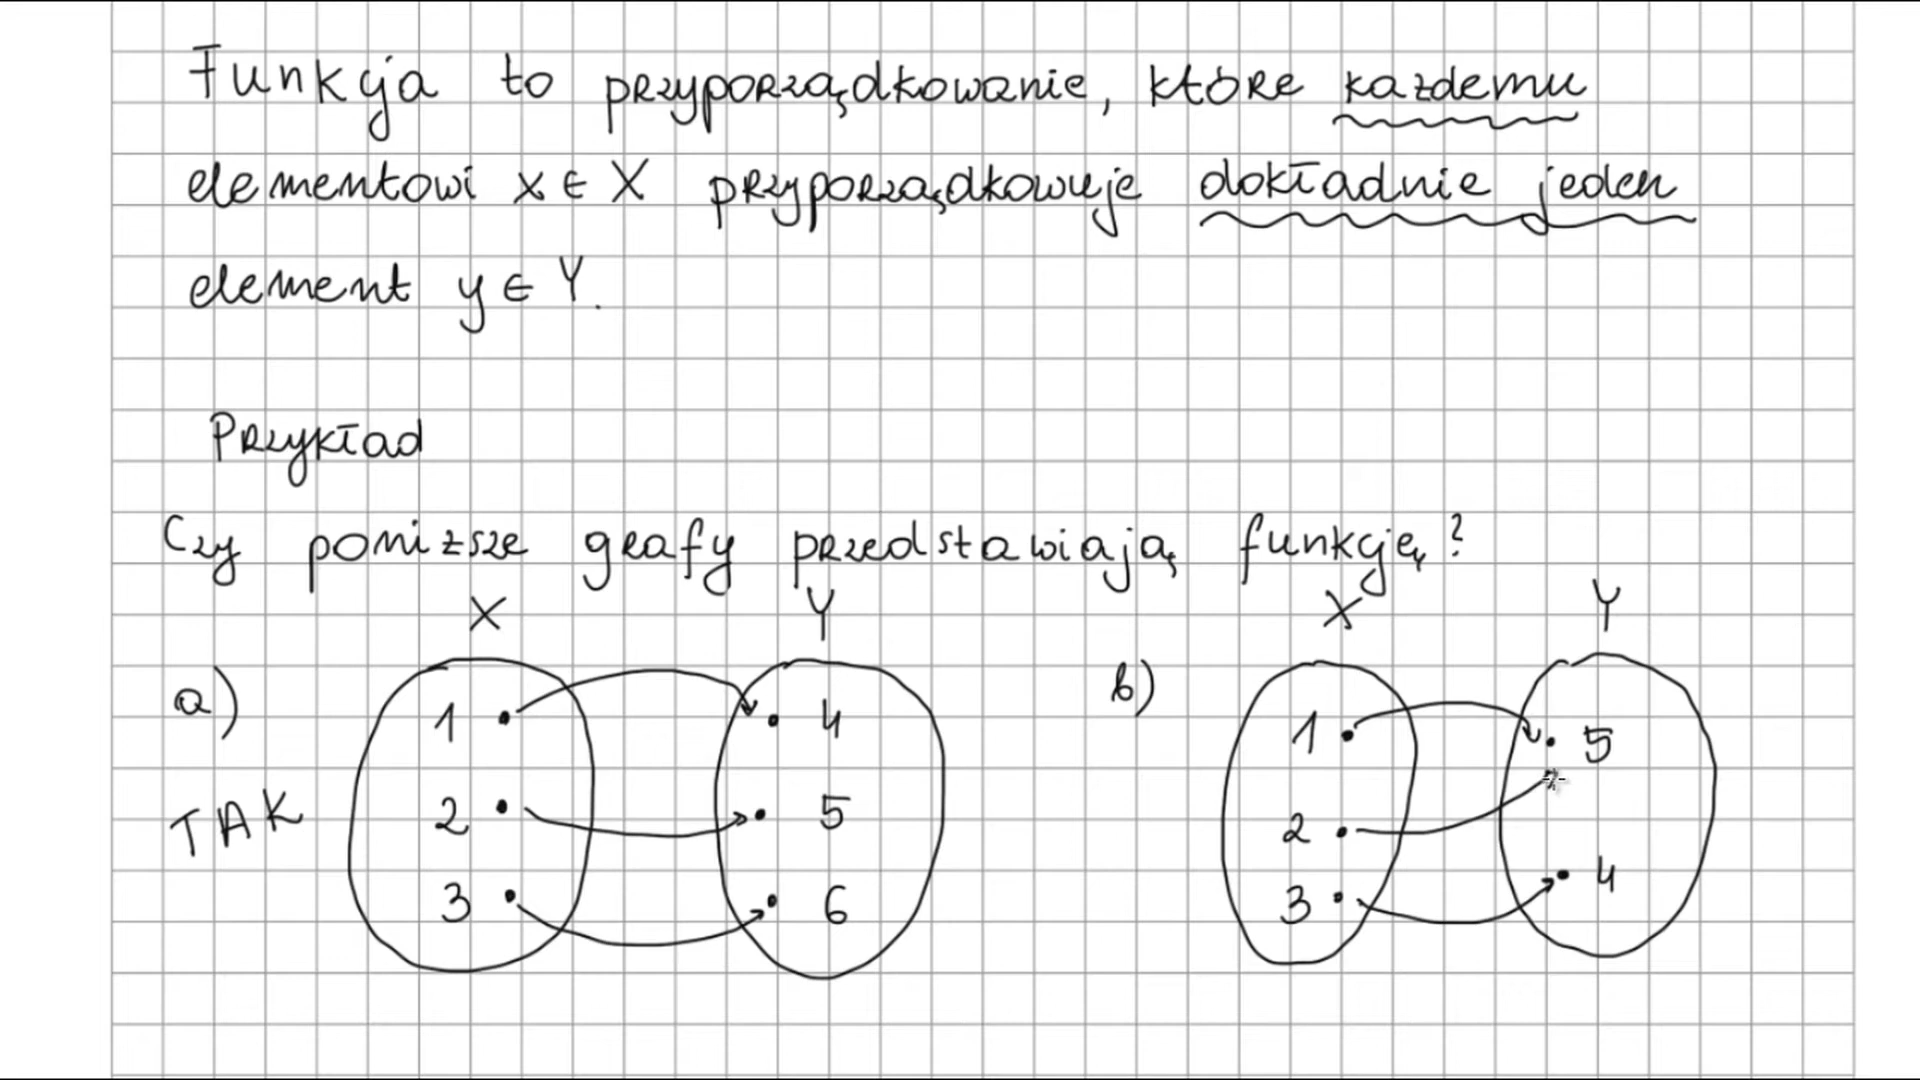 Funkcja to przyporządkowanie, które każdemu
elementowi x ∈ X przyporządkowuje dokładnie jeden
element y ∈ Y.
Przykład
Czy poniższe grafy przedstawiają funkcję?
X Y
a)
1 4
TAK
2 5
3 6
X Y
b)
1 5
2
3 4